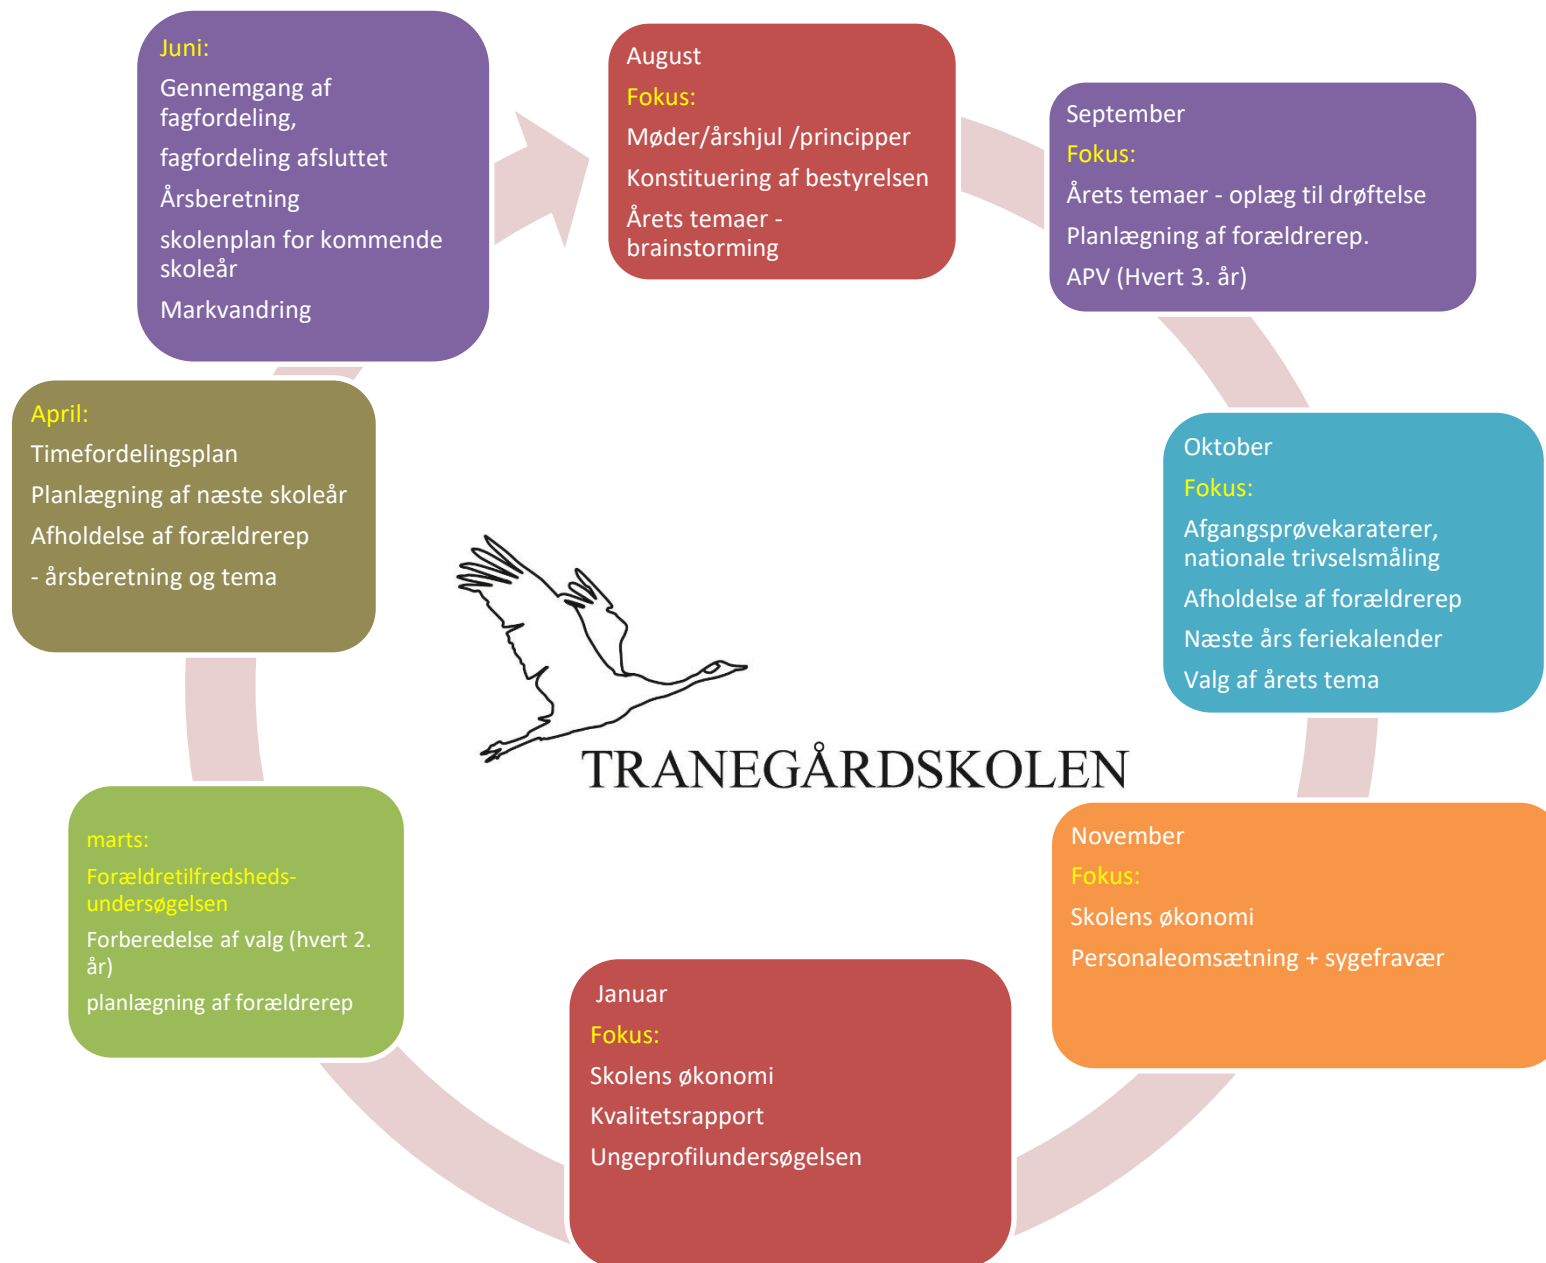 August
Fokus:
Møder/årshjul /principper
Konstituering af bestyrelsen
Årets temaer -
brainstorming
September
Fokus:
Årets temaer - oplæg til drøftelse
Planlægning af forældrerep.
APV (Hvert 3. år)
Oktober
Fokus:
Afgangsprøvekaraterer,
nationale trivselsmåling
Afholdelse af forældrerep
Næste års feriekalender
Valg af årets tema
November
Fokus:
Skolens økonomi
Personaleomsætning + sygefravær
Januar
Fokus:
Skolens økonomi
Kvalitetsrapport
Ungeprofilundersøgelsen
marts:
Forældretilfredsheds-
undersøgelsen
Forberedelse af valg (hvert 2.
år)
planlægning af forældrerep
April:
Timefordelingsplan
Planlægning af næste skoleår
Afholdelse af forældrerep
- årsberetning og tema
Juni:
Gennemgang af
fagfordeling,
fagfordeling afsluttet
Årsberetning
skolenplan for kommende
skoleår
Markvandring
TRANEGÅRDSKOLEN